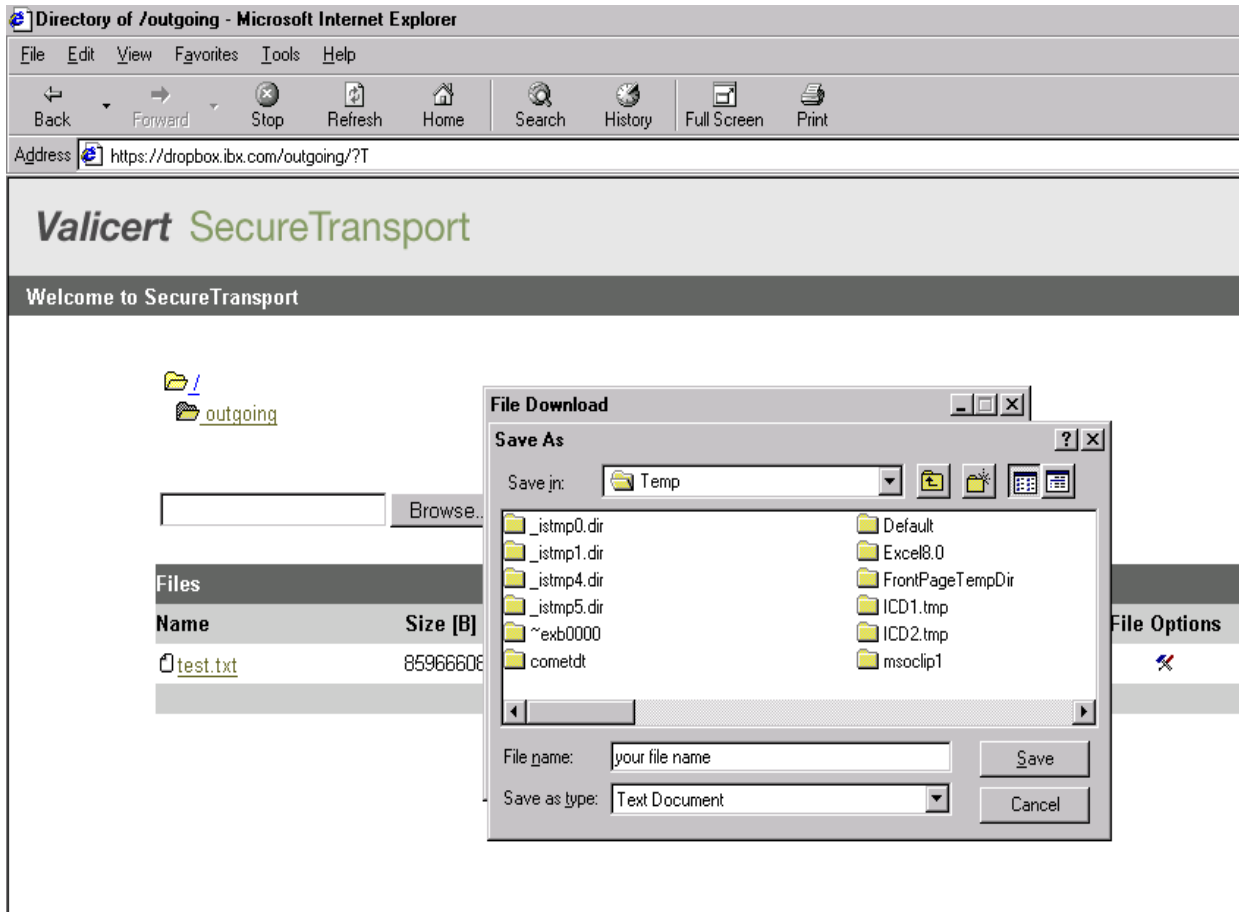 Directory of /outgoing - Microsoft Internet Explorer
File Edit View Favorites Tools Help
Back Forward Stop Refresh Home Search History Full Screen Print
Address https://dropbox.ibx.com/outgoing/?T
Valicert SecureTransport
Welcome to SecureTransport
/
outgoing
Browse..
Files
Name Size [B] File Options
test.txt 85966608
File Download
Save As
Save in: Temp
_istmp0.dir Default
_istmp1.dir Excel8.0
_istmp4.dir FrontPageTempDir
_istmp5.dir ICD1.tmp
~exb0000 ICD2.tmp
cometdt msoclip1
File name: your file name Save
Save as type: Text Document Cancel